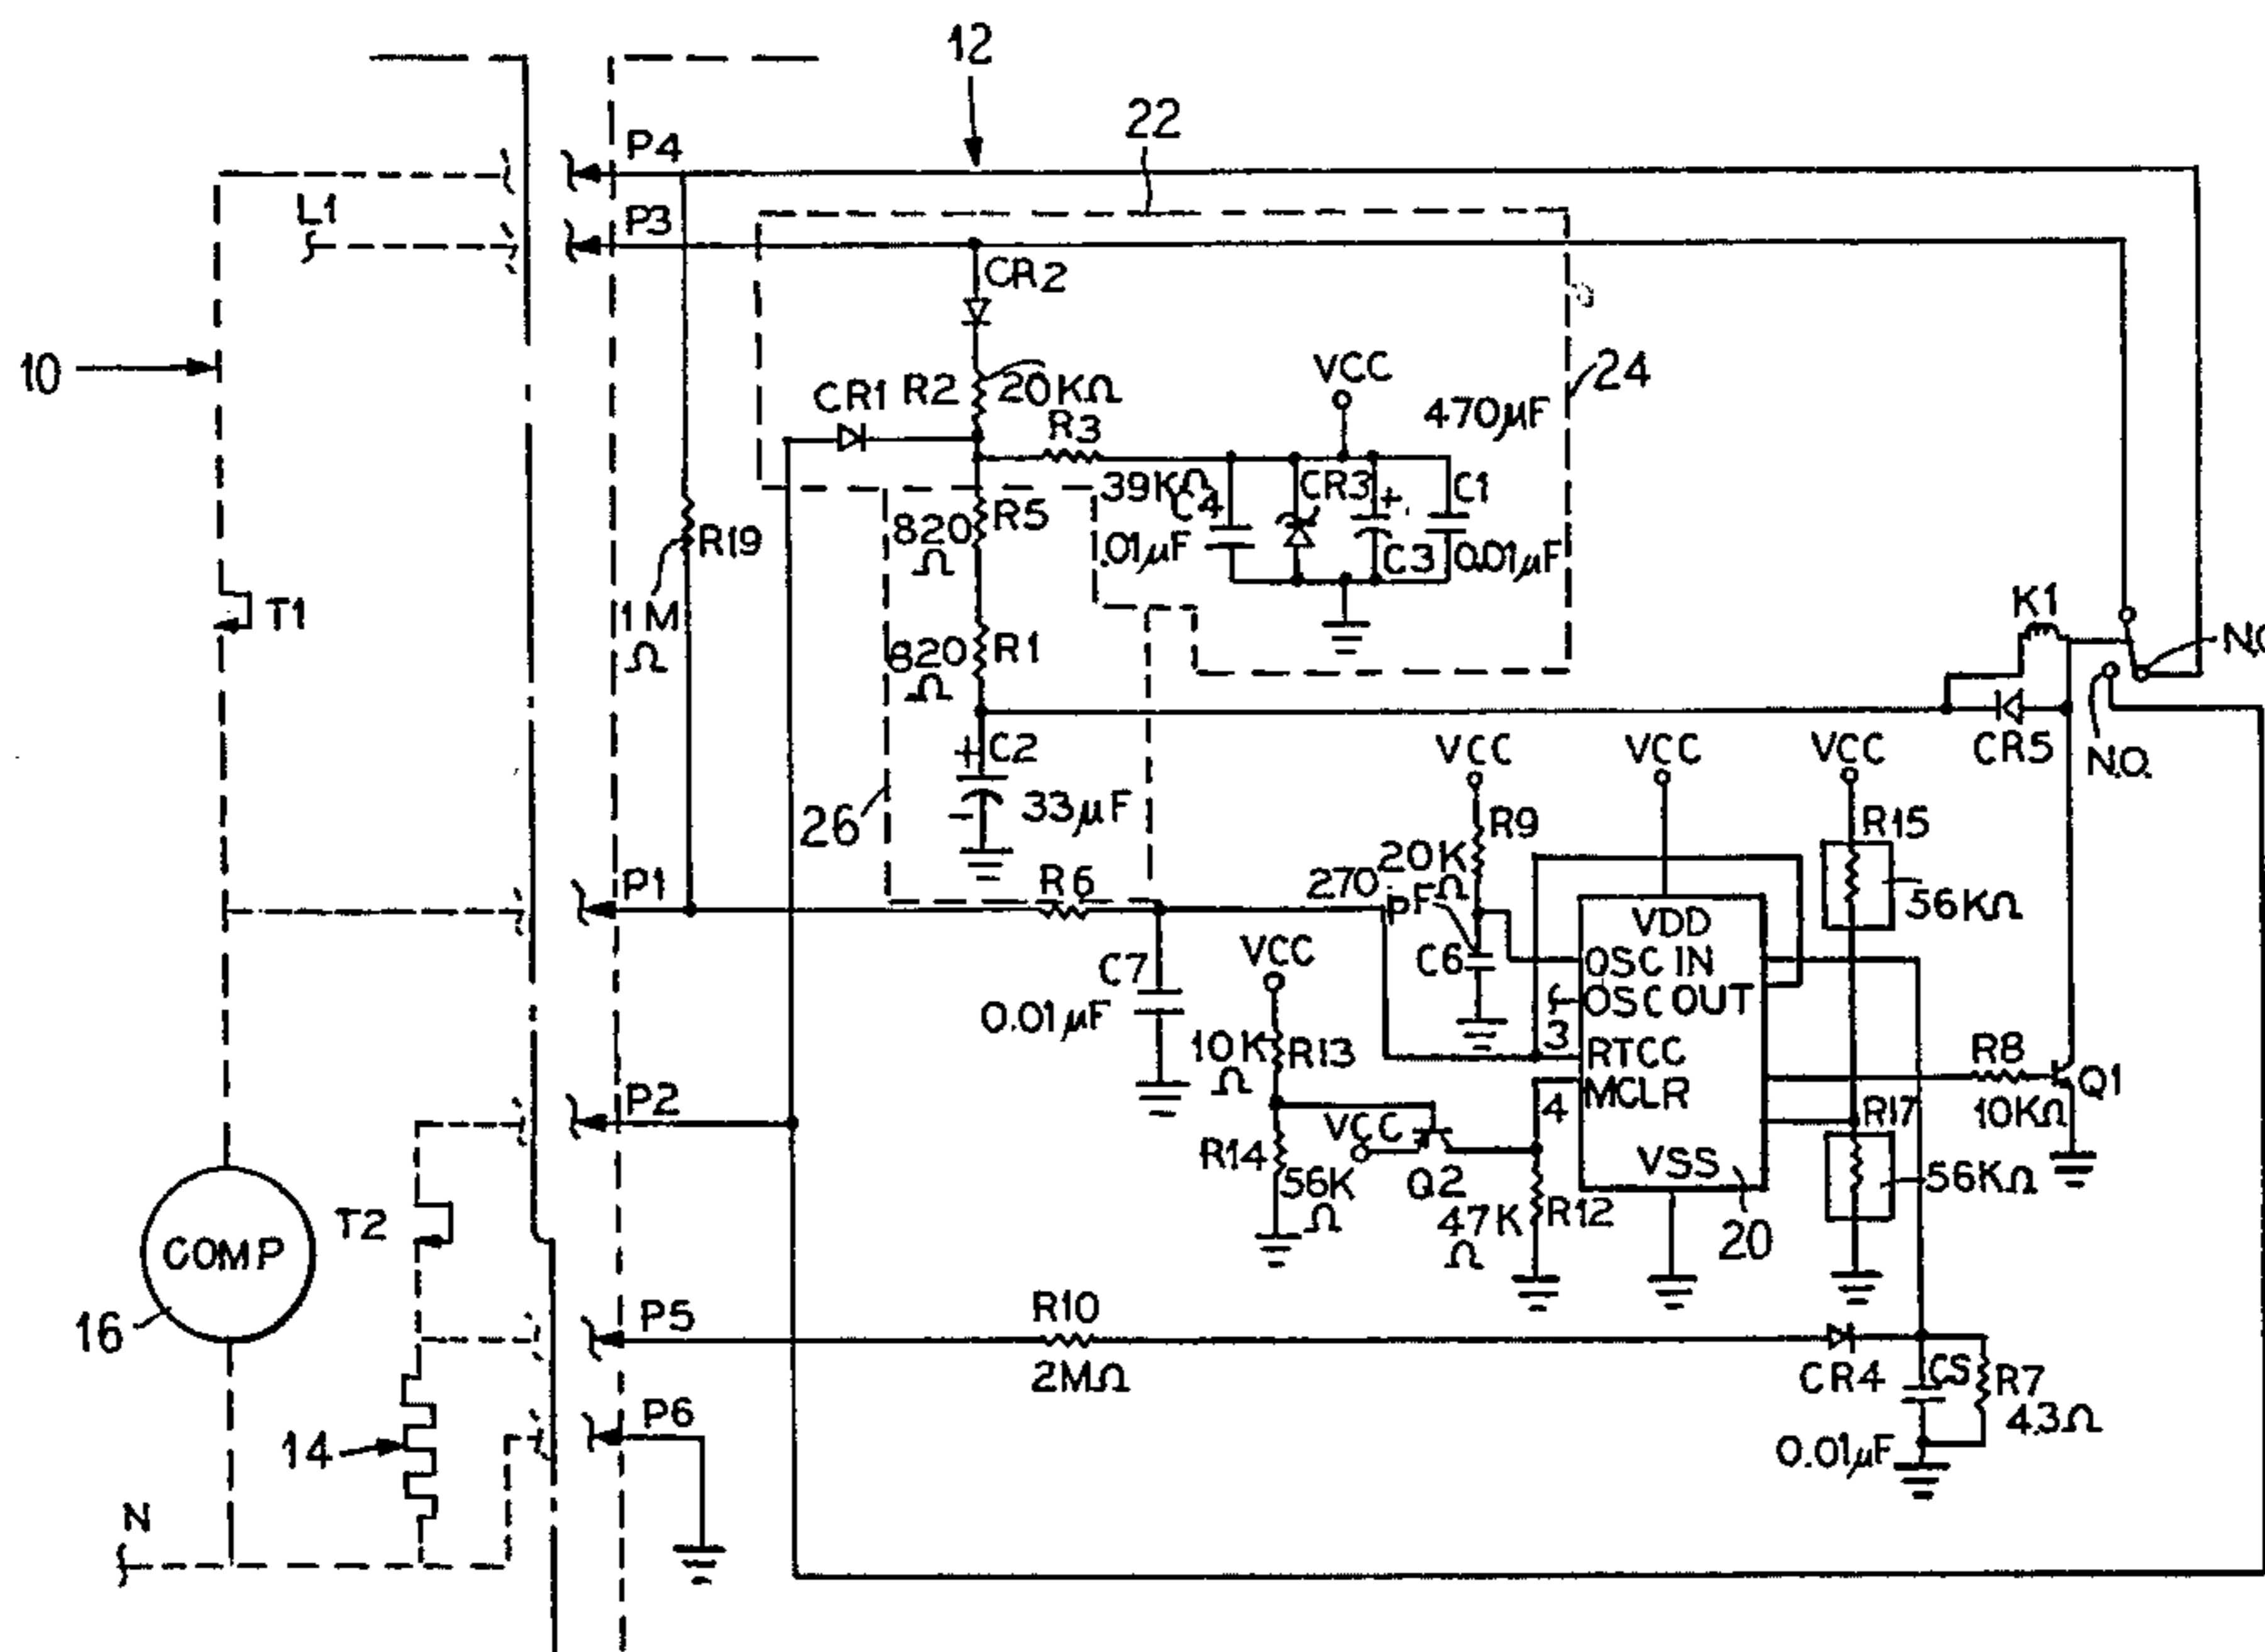 12
22
P4
L1
P3
CR2
10
24
VCC
CR1
R2
20KΩ
470µF
R3
39KΩ
C4
CR3
+
C1
820
Ω
R5
R19
.01µF
C3
0.01µF
T1
1M
Ω
K1
820
Ω
R1
N.O.
CR5
+
C2
-
33µF
26
VCC
VCC
VCC
R9
R15
P1
R6
270
pF
20K
Ω
56KΩ
VDD
VCC
C7
C6
OSC IN
OSC OUT
0.01µF
3
10K
Ω
R13
RTCC
R8
P2
4
MCLR
Q1
VCC
R17
10KΩ
R14
VSS
56K
Ω
Q2
56KΩ
T2
47K
Ω
R12
20
COMP
16
P5
R10
2MΩ
CR4
CS
R7
43Ω
P6
14
0.01µF
N